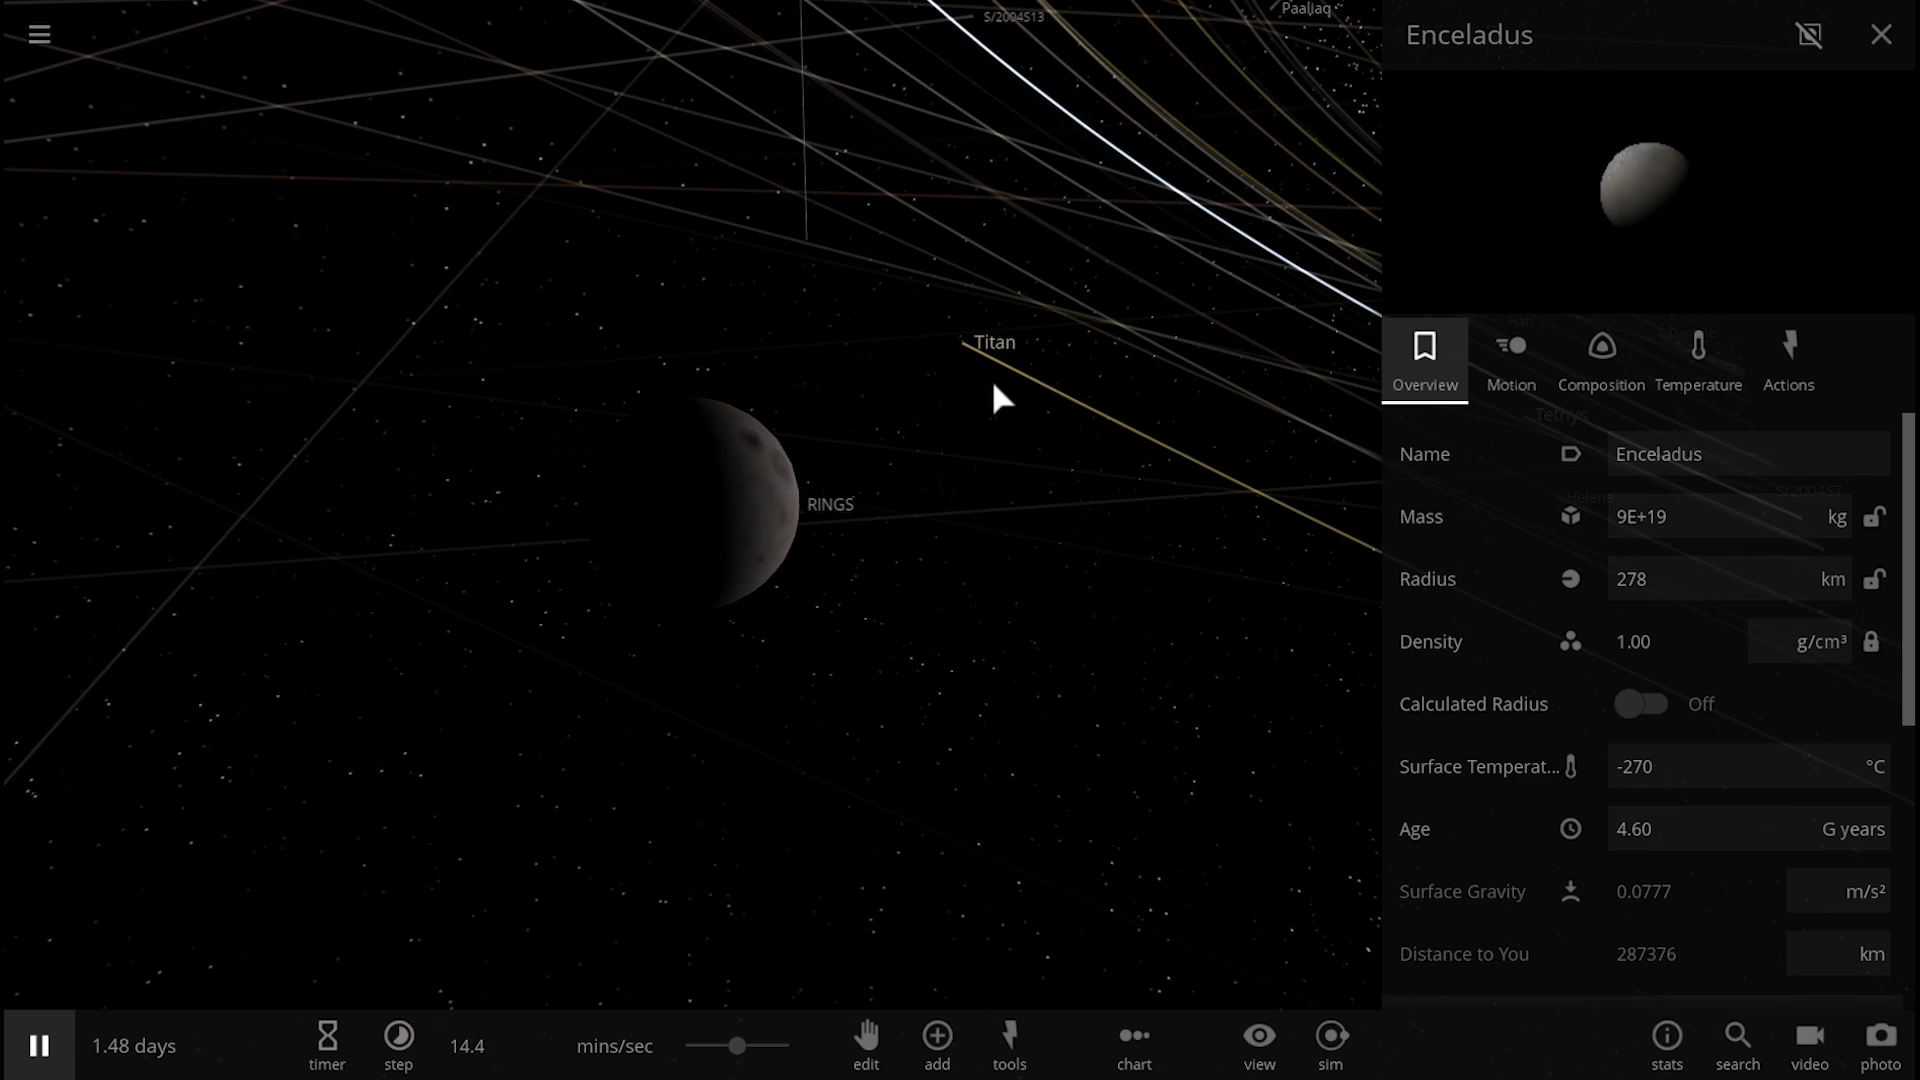 S/2004S13
Paaliaq
Enceladus
Titan
RINGS
Overview
Motion
Composition
Temperature
Actions
Tethys
Name
Enceladus
Helene
S/2004S7
Mass
9E+19
kg
Radius
278
km
Density
1.00
g/cm³
Calculated Radius
Off
Surface Temperat...
-270
°C
Age
4.60
G years
Surface Gravity
0.0777
m/s²
Distance to You
287376
km
1.48 days
timer
step
14.4
mins/sec
edit
add
tools
chart
view
sim
stats
search
video
photo